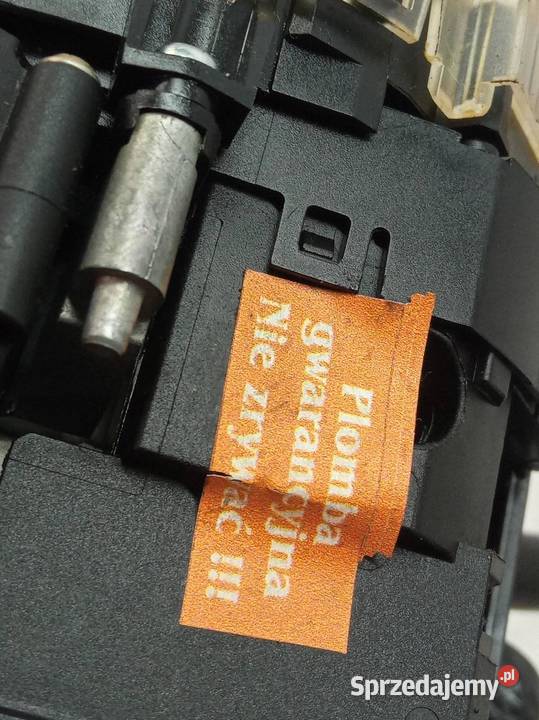 Plomba
gwarancyjna
Nie zrywać !!!
Sprzedajemy.pl